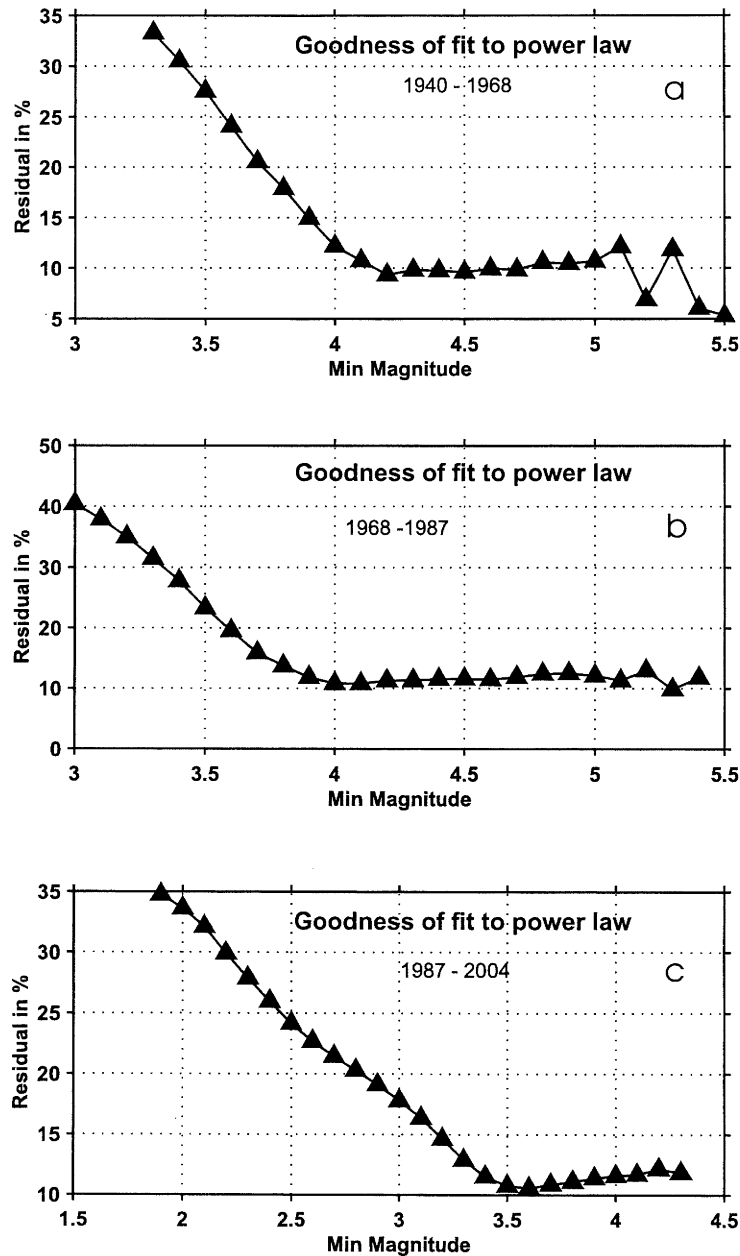 35
30
25
20
15
10
5
Residual in %
Goodness of fit to power law
1940 - 1968
a
3
3.5
4
4.5
5
5.5
Min Magnitude
50
40
30
20
10
0
Residual in %
Goodness of fit to power law
1968 -1987
b
3
3.5
4
4.5
5
5.5
Min Magnitude
35
30
25
20
15
10
Residual in %
Goodness of fit to power law
1987 - 2004
c
1.5
2
2.5
3
3.5
4
4.5
Min Magnitude